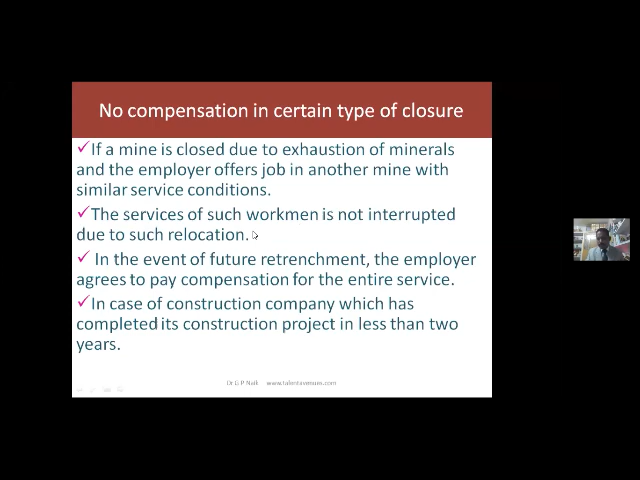 No compensation in certain type of closure
✓If a mine is closed due to exhaustion of minerals
and the employer offers job in another mine with
similar service conditions.
✓The services of such workmen is not interrupted
due to such relocation.
✓ In the event of future retrenchment, the employer
agrees to pay compensation for the entire service.
✓In case of construction company which has
completed its construction project in less than two
years.
Dr G P Naik www.talentavenues.com